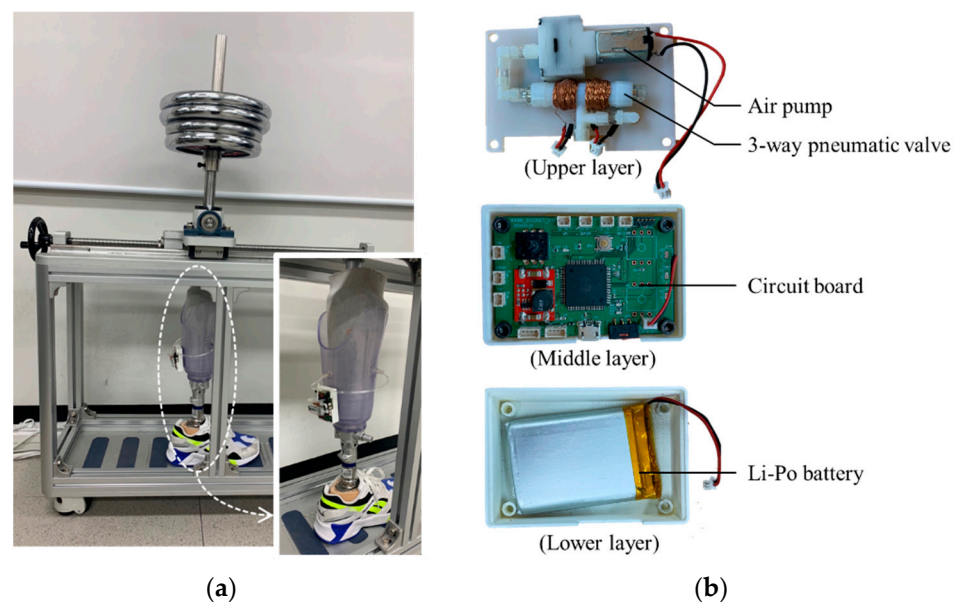 Air pump
3-way pneumatic valve
(Upper layer)
Circuit board
(Middle layer)
Li-Po battery
(Lower layer)
(a)
(b)